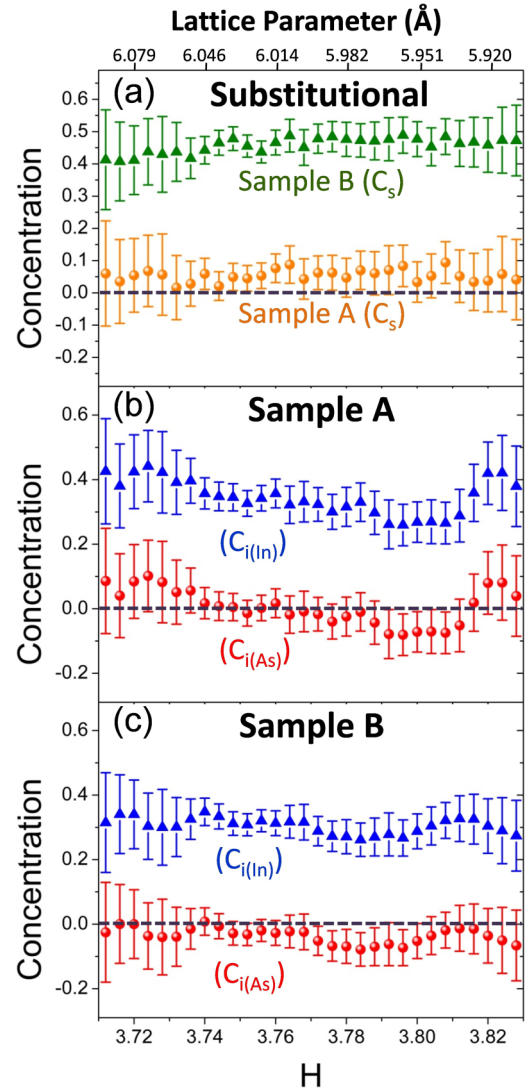 Lattice Parameter (Å)
6.079 6.046 6.014 5.982 5.951 5.920
(a) Substitutional
0.6
0.5
0.4
0.3
0.2
0.1
0.0
-0.1
-0.2
Concentration
Sample B (Cs)
Sample A (Cs)
(b) Sample A
0.6
0.4
0.2
0.0
-0.2
Concentration
(Ci(In))
(Ci(As))
(c) Sample B
0.6
0.4
0.2
0.0
-0.2
Concentration
(Ci(In))
(Ci(As))
3.72 3.74 3.76 3.78 3.80 3.82
H